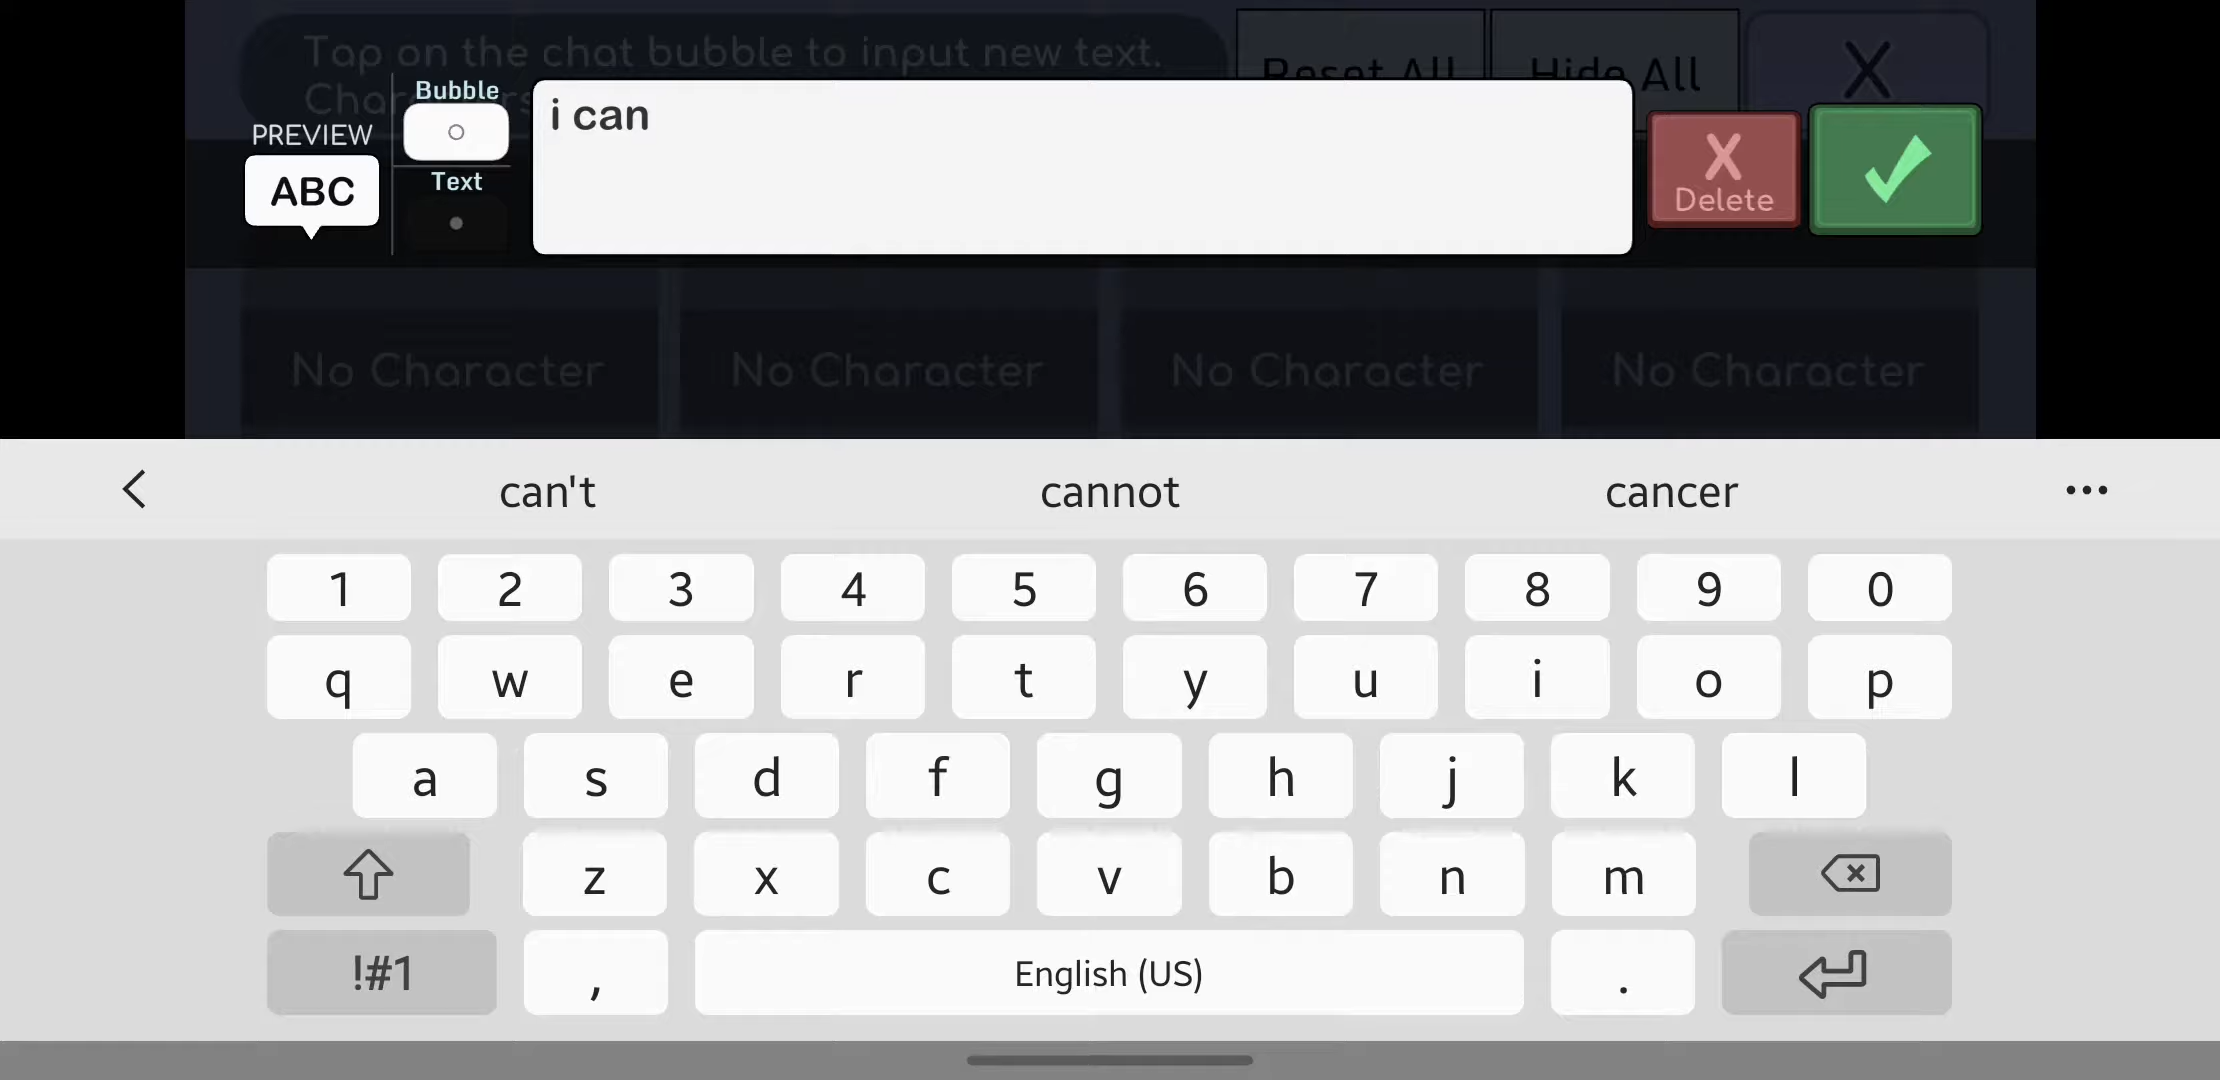 Tap on the chat bubble to input new text.
Characters
Reset All
Hide All
X
Bubble
PREVIEW
ABC
Text
i can
X
Delete
No Character
No Character
No Character
No Character
can't
cannot
cancer
1 2 3 4 5 6 7 8 9 0
q w e r t y u i o p
a s d f g h j k l
z x c v b n m
!#1 , English (US) .